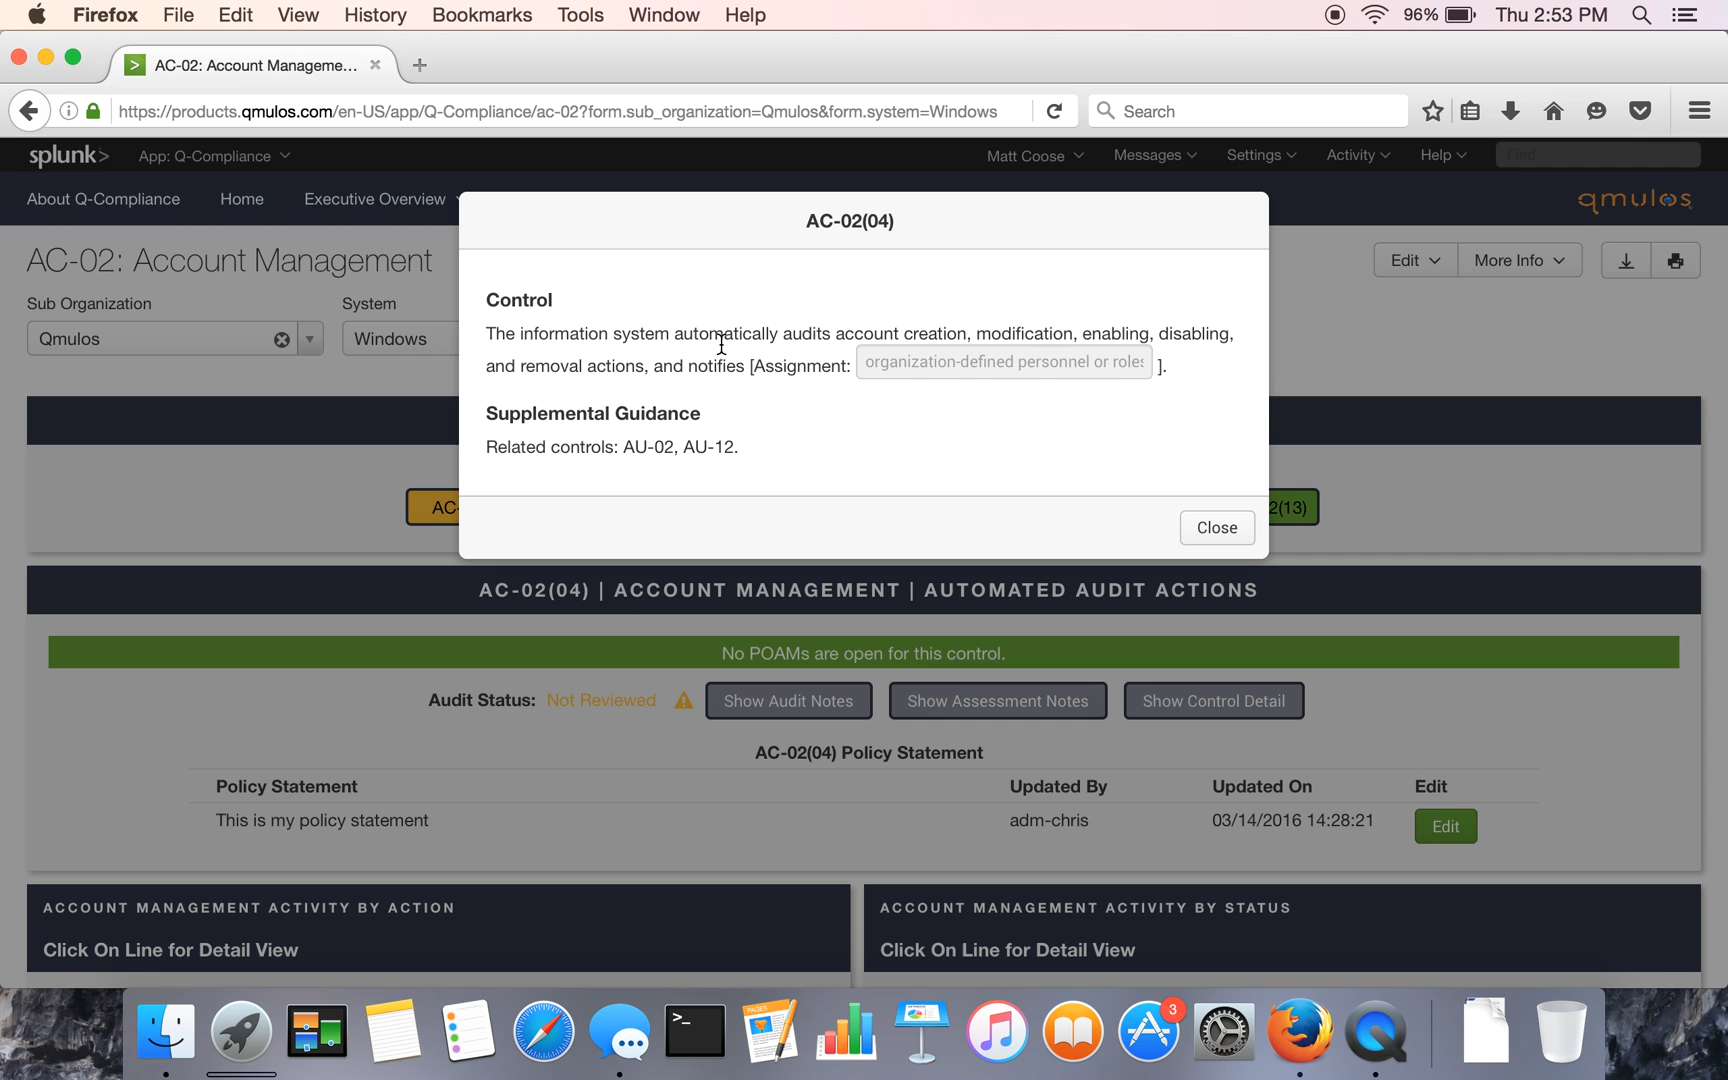 Firefox File Edit View History Bookmarks Tools Window Help 96% Thu 2:53 PM
AC-02: Account Manageme...
https://products.qmulos.com/en-US/app/Q-Compliance/ac-02?form.sub_organization=Qmulos&form.system=Windows Search
splunk> App: Q-Compliance Matt Coose Messages Settings Activity Help Find
About Q-Compliance Home Executive Overview qmulos
AC-02(04)
AC-02: Account Management Edit More Info
Sub Organization System
Qmulos Windows
Control
The information system automatically audits account creation, modification, enabling, disabling,
and removal actions, and notifies [Assignment: organization-defined personnel or roles ].
Supplemental Guidance
Related controls: AU-02, AU-12.
AC- 2(13)
Close
AC-02(04) | ACCOUNT MANAGEMENT | AUTOMATED AUDIT ACTIONS
No POAMs are open for this control.
Audit Status: Not Reviewed Show Audit Notes Show Assessment Notes Show Control Detail
AC-02(04) Policy Statement
Policy Statement Updated By Updated On Edit
This is my policy statement adm-chris 03/14/2016 14:28:21 Edit
ACCOUNT MANAGEMENT ACTIVITY BY ACTION ACCOUNT MANAGEMENT ACTIVITY BY STATUS
Click On Line for Detail View Click On Line for Detail View
>_ PAGES 3